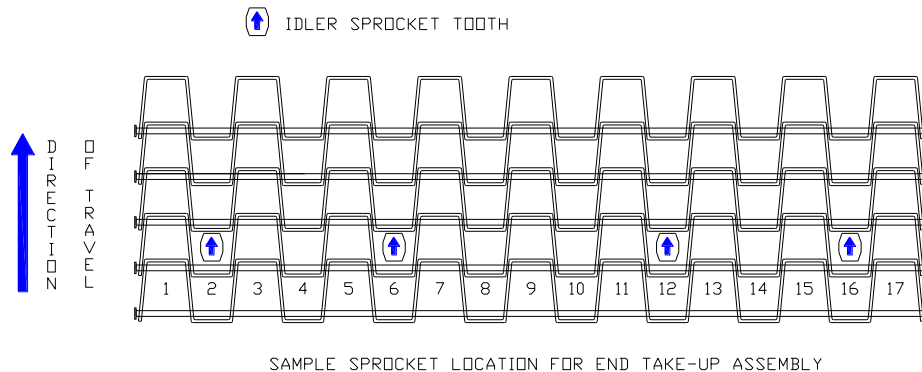 IDLER SPROCKET TOOTH
DIRECTION
OF TRAVEL
1 2 3 4 5 6 7 8 9 10 11 12 13 14 15 16 17
SAMPLE SPROCKET LOCATION FOR END TAKE-UP ASSEMBLY